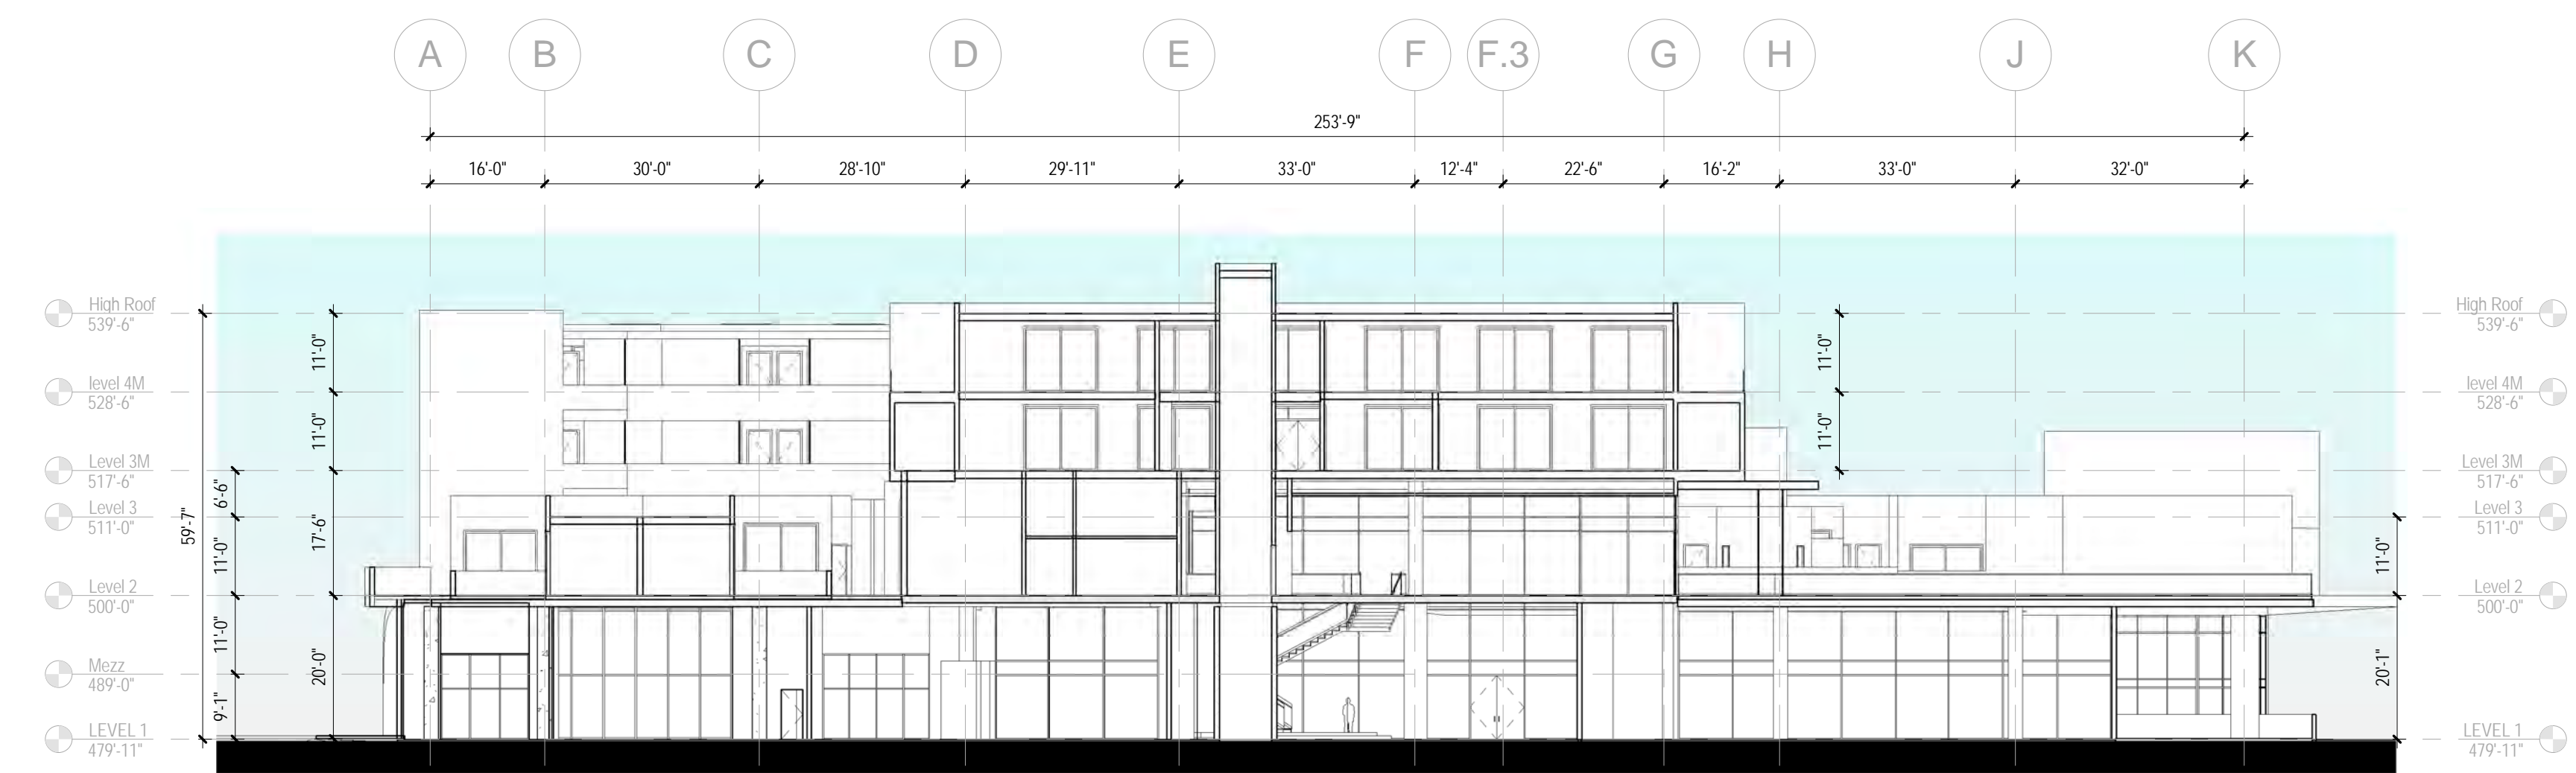 A B C D E F F.3 G H J K
253'-9"
16'-0" 30'-0" 28'-10" 29'-11" 33'-0" 12'-4" 22'-6" 16'-2" 33'-0" 32'-0"
High Roof
539'-6"
level 4M
528'-6"
Level 3M
517'-6"
Level 3
511'-0"
Level 2
500'-0"
Mezz
489'-0"
LEVEL 1
479'-11"
59'-7"
6'-6"
11'-0"
11'-0"
9'-1"
11'-0"
11'-0"
17'-6"
20'-0"
11'-0"
11'-0"
11'-0"
20'-1"
High Roof
539'-6"
level 4M
528'-6"
Level 3M
517'-6"
Level 3
511'-0"
Level 2
500'-0"
LEVEL 1
479'-11"